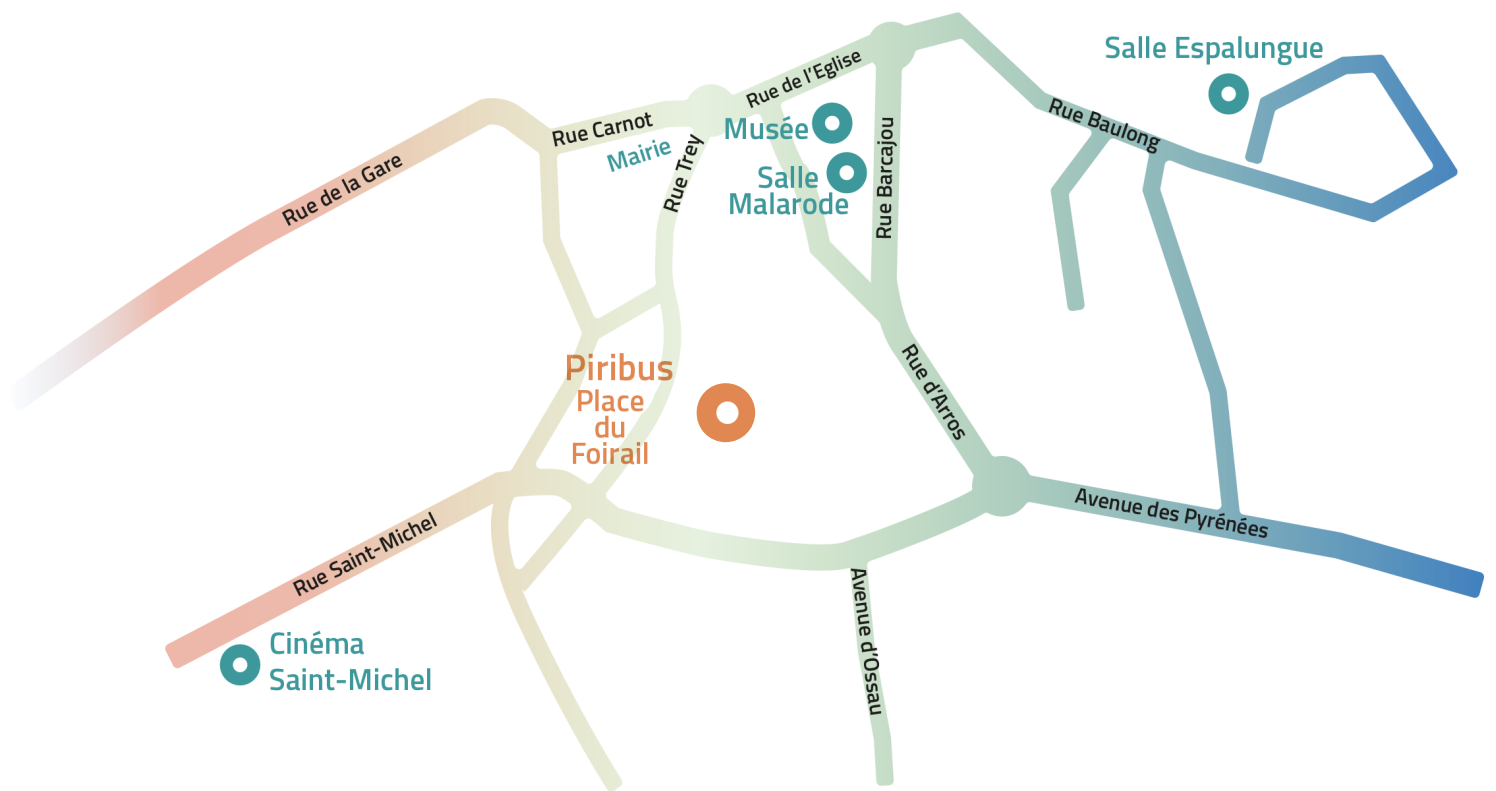 Salle Espalungue
Rue de l'Eglise
Rue Baulong
Rue Carnot
Musée
Mairie
Rue Trey
Rue Barcajou
Salle
Malarode
Rue de la Gare
Piribus
Place
du
Foirail
Rue d'Arros
Avenue des Pyrénées
Rue Saint-Michel
Avenue d'Ossau
Cinéma
Saint-Michel